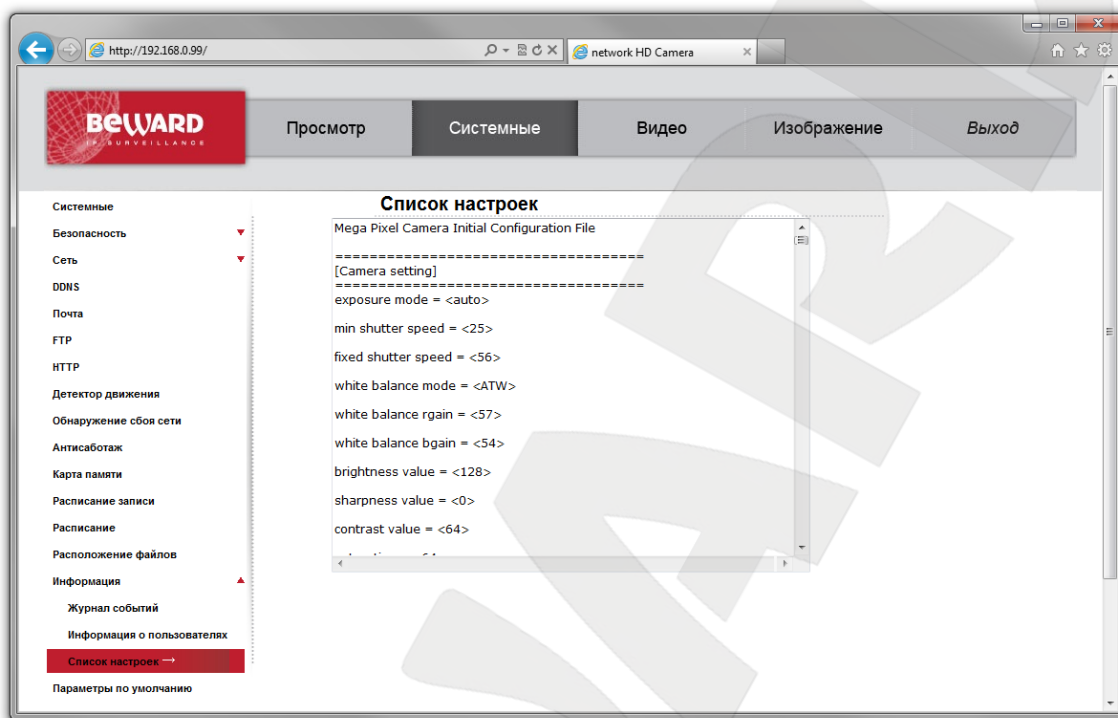 http://192.168.0.99/
network HD Camera
BEWARD
IP SURVEILLANCE
Просмотр
Системные
Видео
Изображение
Выход
Системные
Безопасность
Сеть
DDNS
Почта
FTP
HTTP
Детектор движения
Обнаружение сбоя сети
Антисаботаж
Карта памяти
Расписание записи
Расписание
Расположение файлов
Информация
Журнал событий
Информация о пользователях
Список настроек →
Параметры по умолчанию
Список настроек
Mega Pixel Camera Initial Configuration File
====================================
[Camera setting]
====================================
exposure mode = <auto>
min shutter speed = <25>
fixed shutter speed = <56>
white balance mode = <ATW>
white balance rgain = <57>
white balance bgain = <54>
brightness value = <128>
sharpness value = <0>
contrast value = <64>